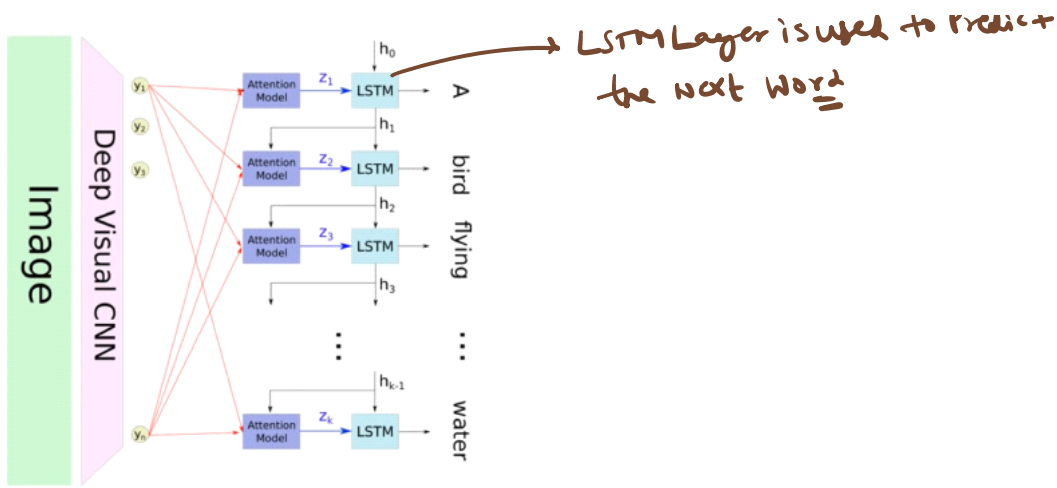 LSTM Layer is used to Predict
the Next Word
Image
Deep Visual CNN
y₁
y₂
y₃
yₙ
h₀
Attention Model
z₁
LSTM
A
h₁
Attention Model
z₂
LSTM
bird
h₂
Attention Model
z₃
LSTM
flying
h₃
...
...
hₖ₋₁
Attention Model
zₖ
LSTM
water